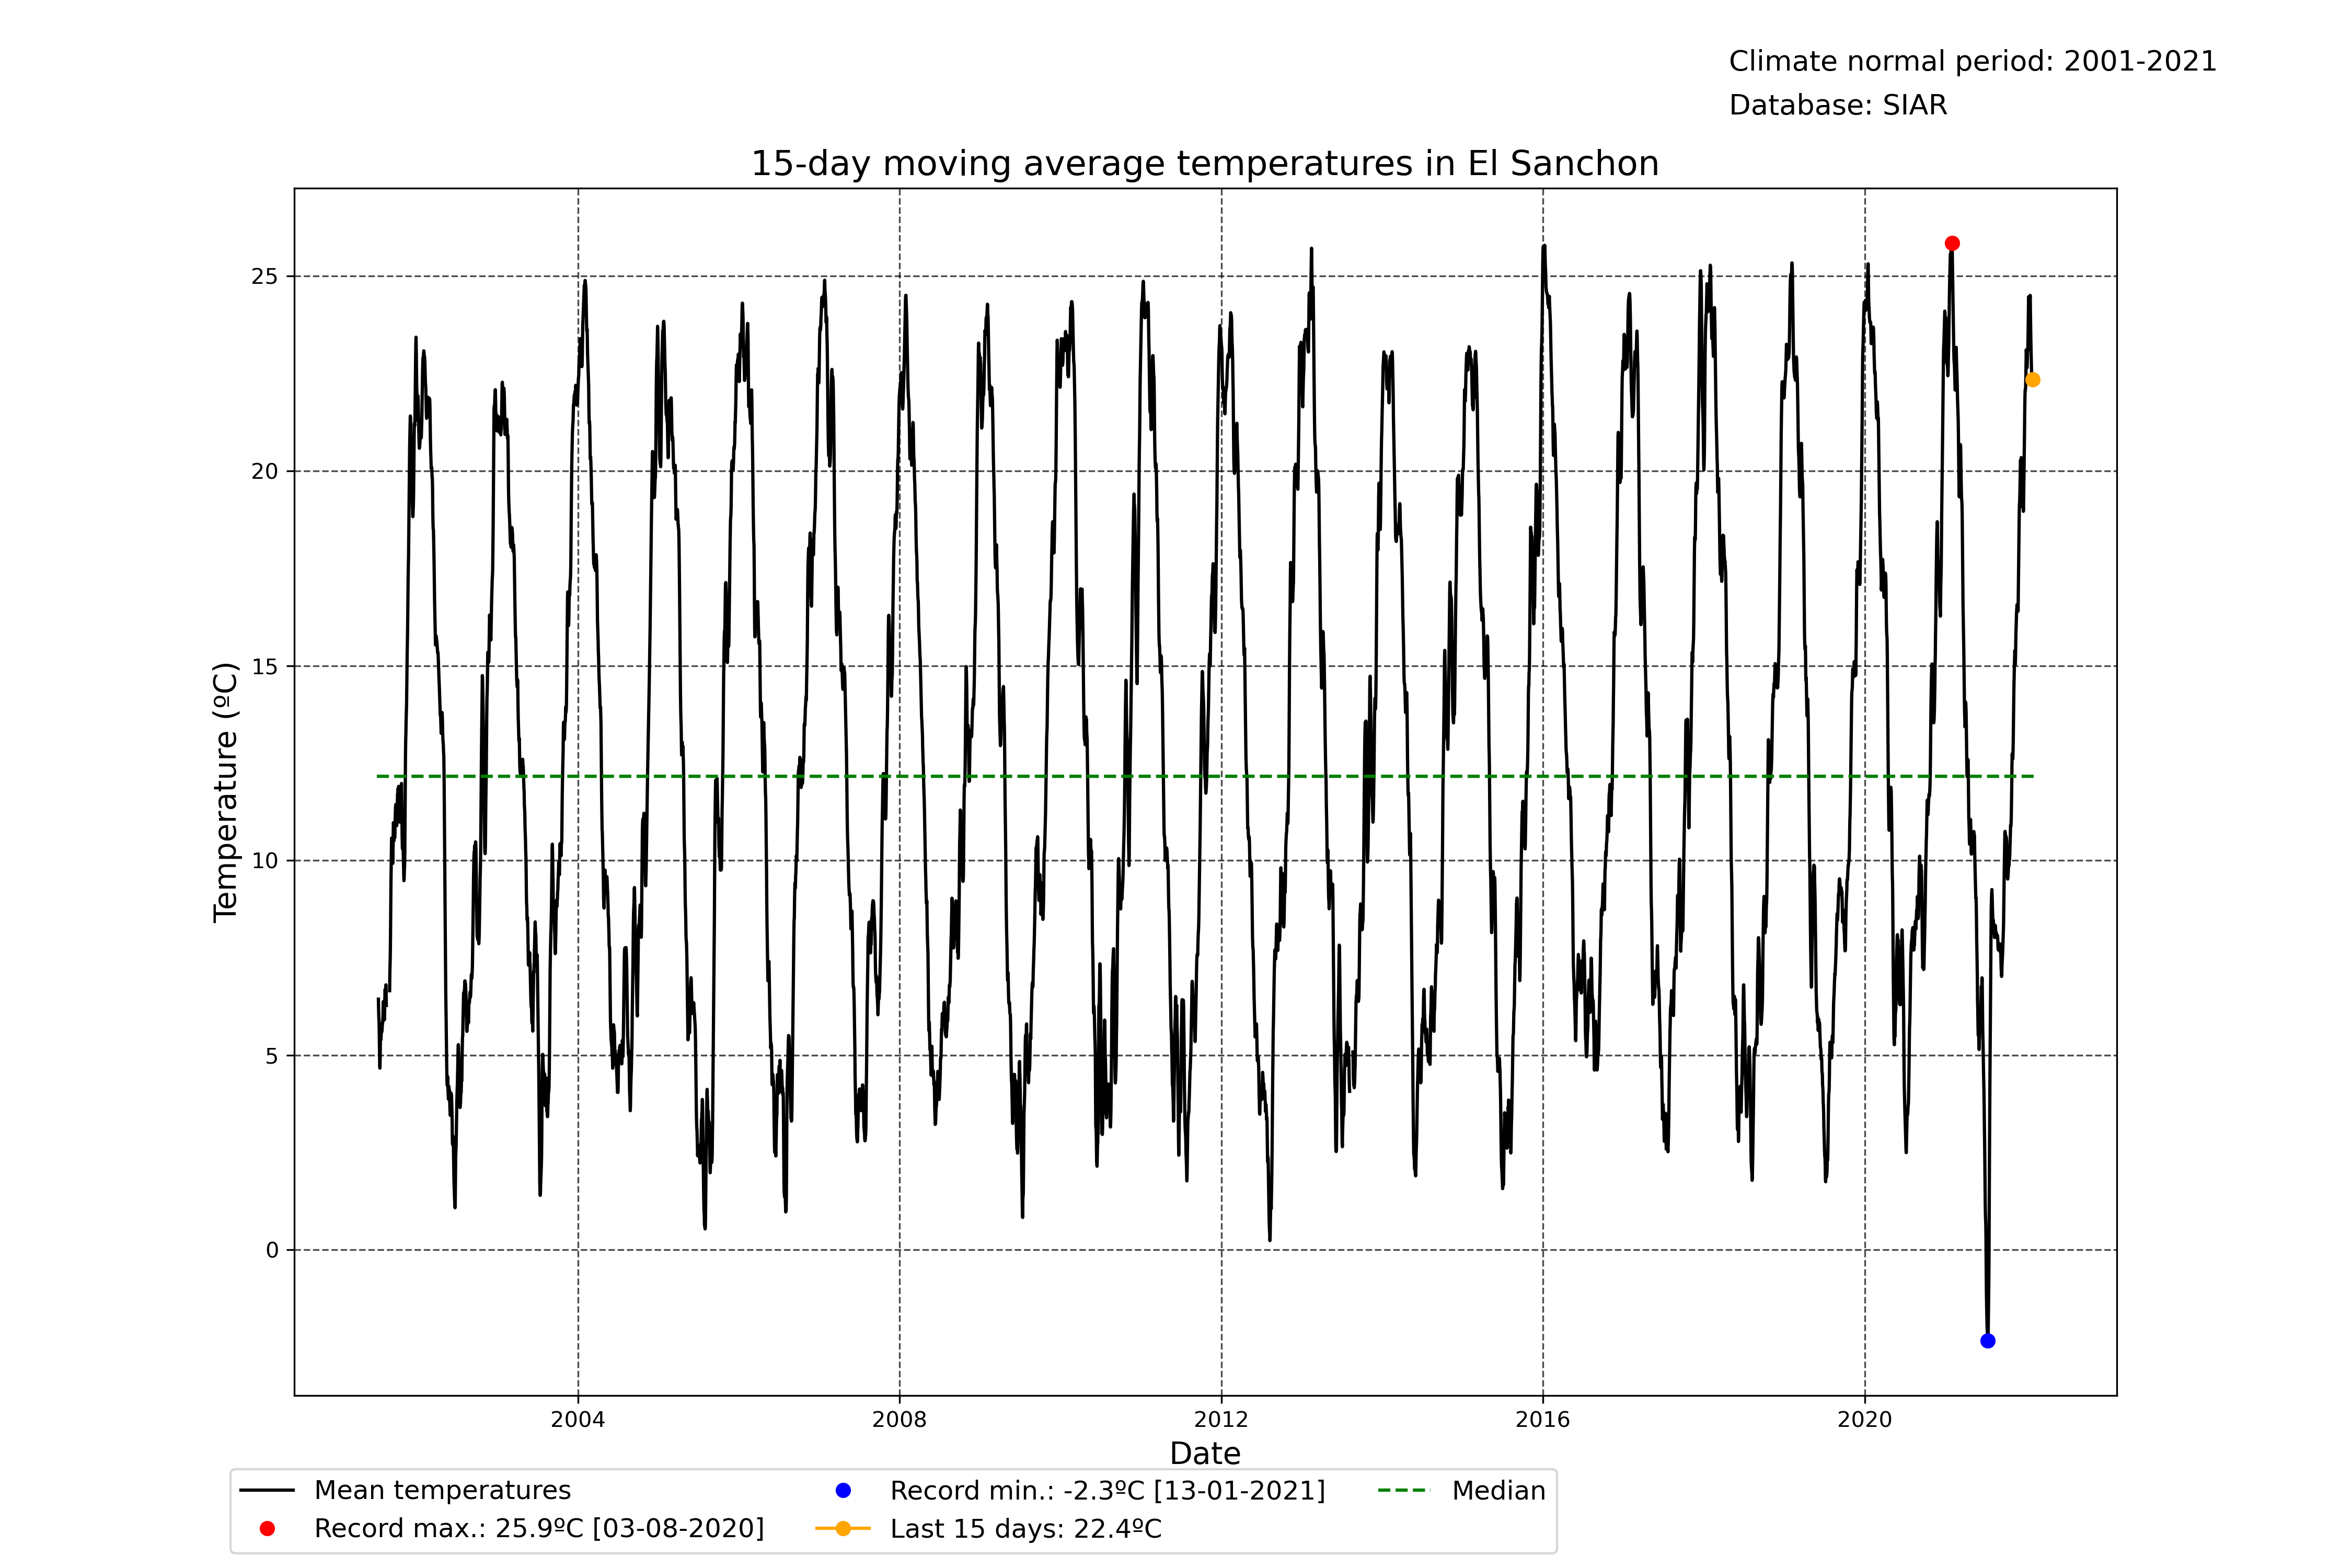 Climate normal period: 2001-2021
Database: SIAR
15-day moving average temperatures in El Sanchon
Temperature (ºC)
25
20
15
10
5
0
2004
2008
2012
2016
2020
Date
Mean temperatures
Record max.: 25.9ºC [03-08-2020]
Record min.: -2.3ºC [13-01-2021]
Last 15 days: 22.4ºC
Median